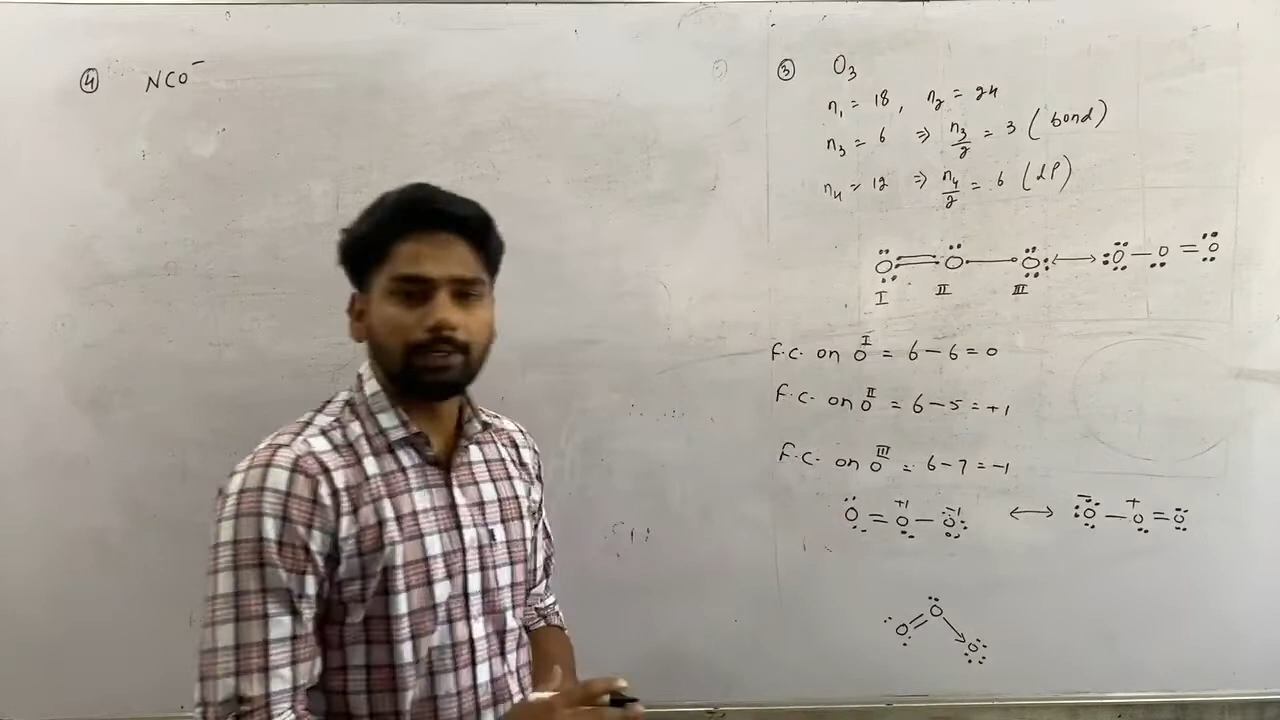 ④ NCO⁻
③ O₃
n₁ = 18 , n₂ = 24
n₃ = 6 ⇒ n₃/2 = 3 (bond)
n₄ = 12 ⇒ n₄/2 = 6 (lP)
O = O — O ⟷ O — O = O
I II III
F.C. on O^I = 6 – 6 = 0
F.C. on O^II = 6 – 5 = +1
F.C. on O^III = 6 – 7 = –1
O = O⁺¹ — O⁻¹ ⟷ O⁻ — O⁺ = O
O = O → O